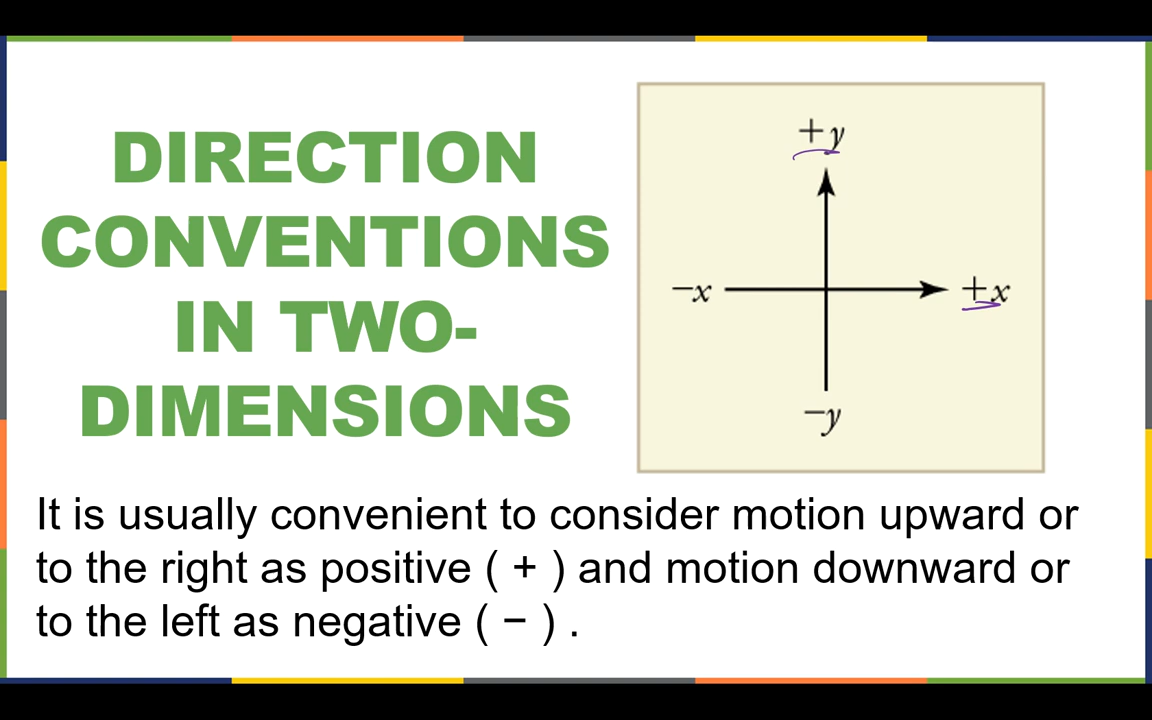 DIRECTION
CONVENTIONS
IN TWO-
DIMENSIONS
+y
−x
+x
−y
It is usually convenient to consider motion upward or
to the right as positive ( + ) and motion downward or
to the left as negative ( − ) .